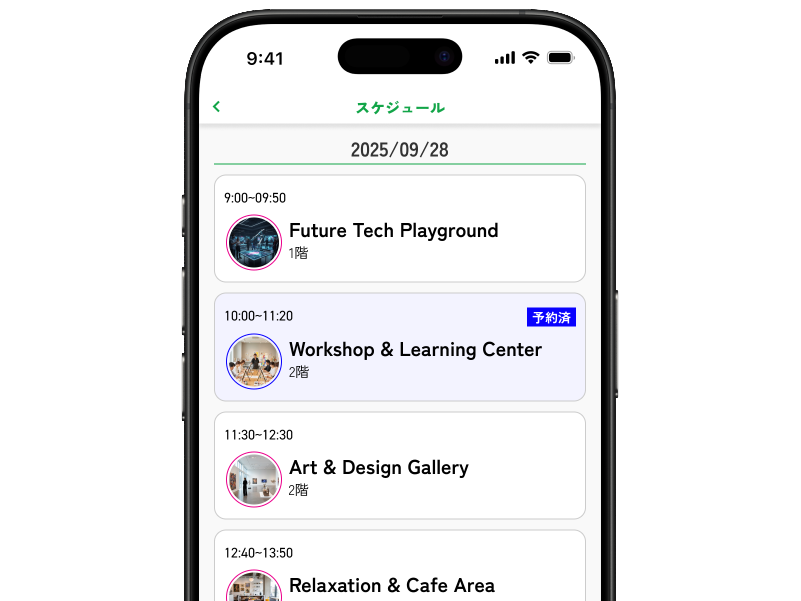 9:41
スケジュール
2025/09/28
9:00~09:50
Future Tech Playground
1階
10:00~11:20
予約済
Workshop & Learning Center
2階
11:30~12:30
Art & Design Gallery
2階
12:40~13:50
Relaxation & Cafe Area